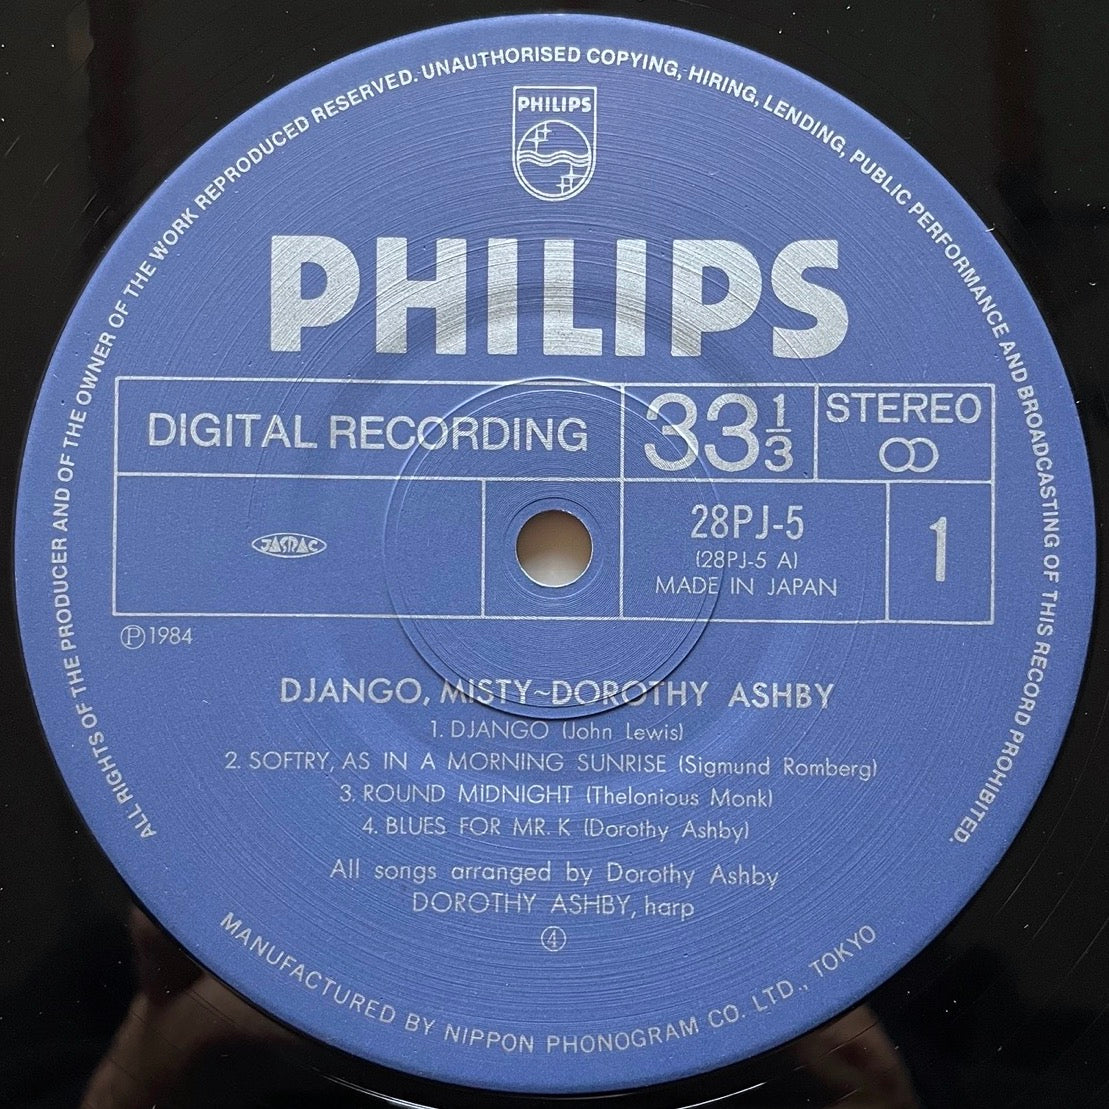 ALL RIGHTS OF THE PRODUCER AND OF THE OWNER OF THE WORK REPRODUCED RESERVED. UNAUTHORISED COPYING, HIRING, LENDING, PUBLIC PERFORMANCE AND BROADCASTING OF THIS RECORD PROHIBITED.
PHILIPS
PHILIPS
DIGITAL RECORDING
33 1/3
STEREO
JASRAC
28PJ-5
(28PJ-5 A)
MADE IN JAPAN
1
Ⓟ1984
DJANGO, MISTY~DOROTHY ASHBY
1. DJANGO (John Lewis)
2. SOFTRY, AS IN A MORNING SUNRISE (Sigmund Romberg)
3. ROUND MIDNIGHT (Thelonious Monk)
4. BLUES FOR MR. K (Dorothy Ashby)
All songs arranged by Dorothy Ashby
DOROTHY ASHBY, harp
④
MANUFACTURED BY NIPPON PHONOGRAM CO. LTD., TOKYO